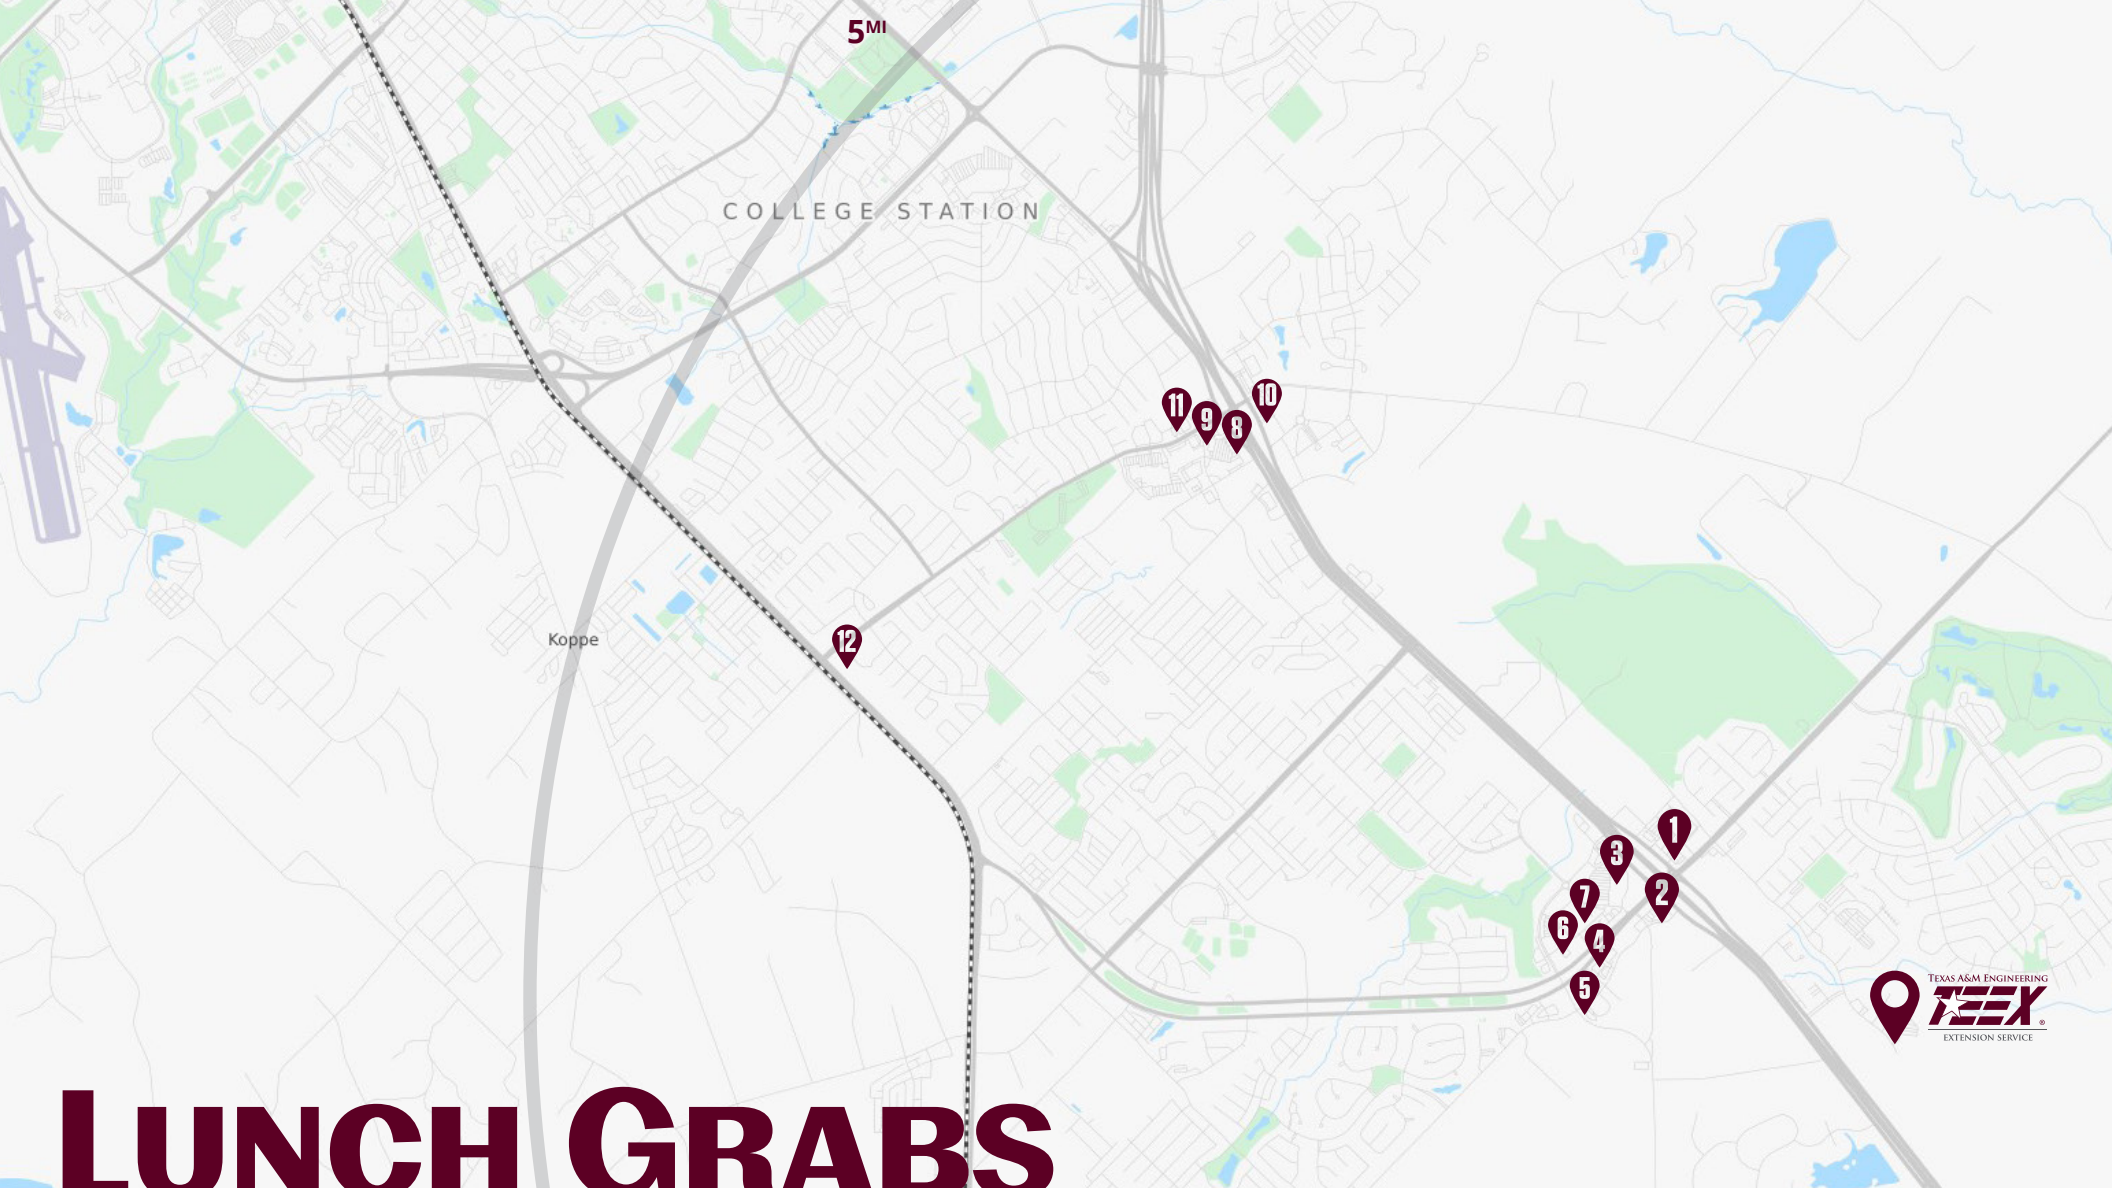 5MI
COLLEGE STATION
10
11
9
8
12
Koppe
1
3
2
7
6
4
5
TEXAS A&M ENGINEERING
TEEX®
EXTENSION SERVICE
LUNCH GRABS